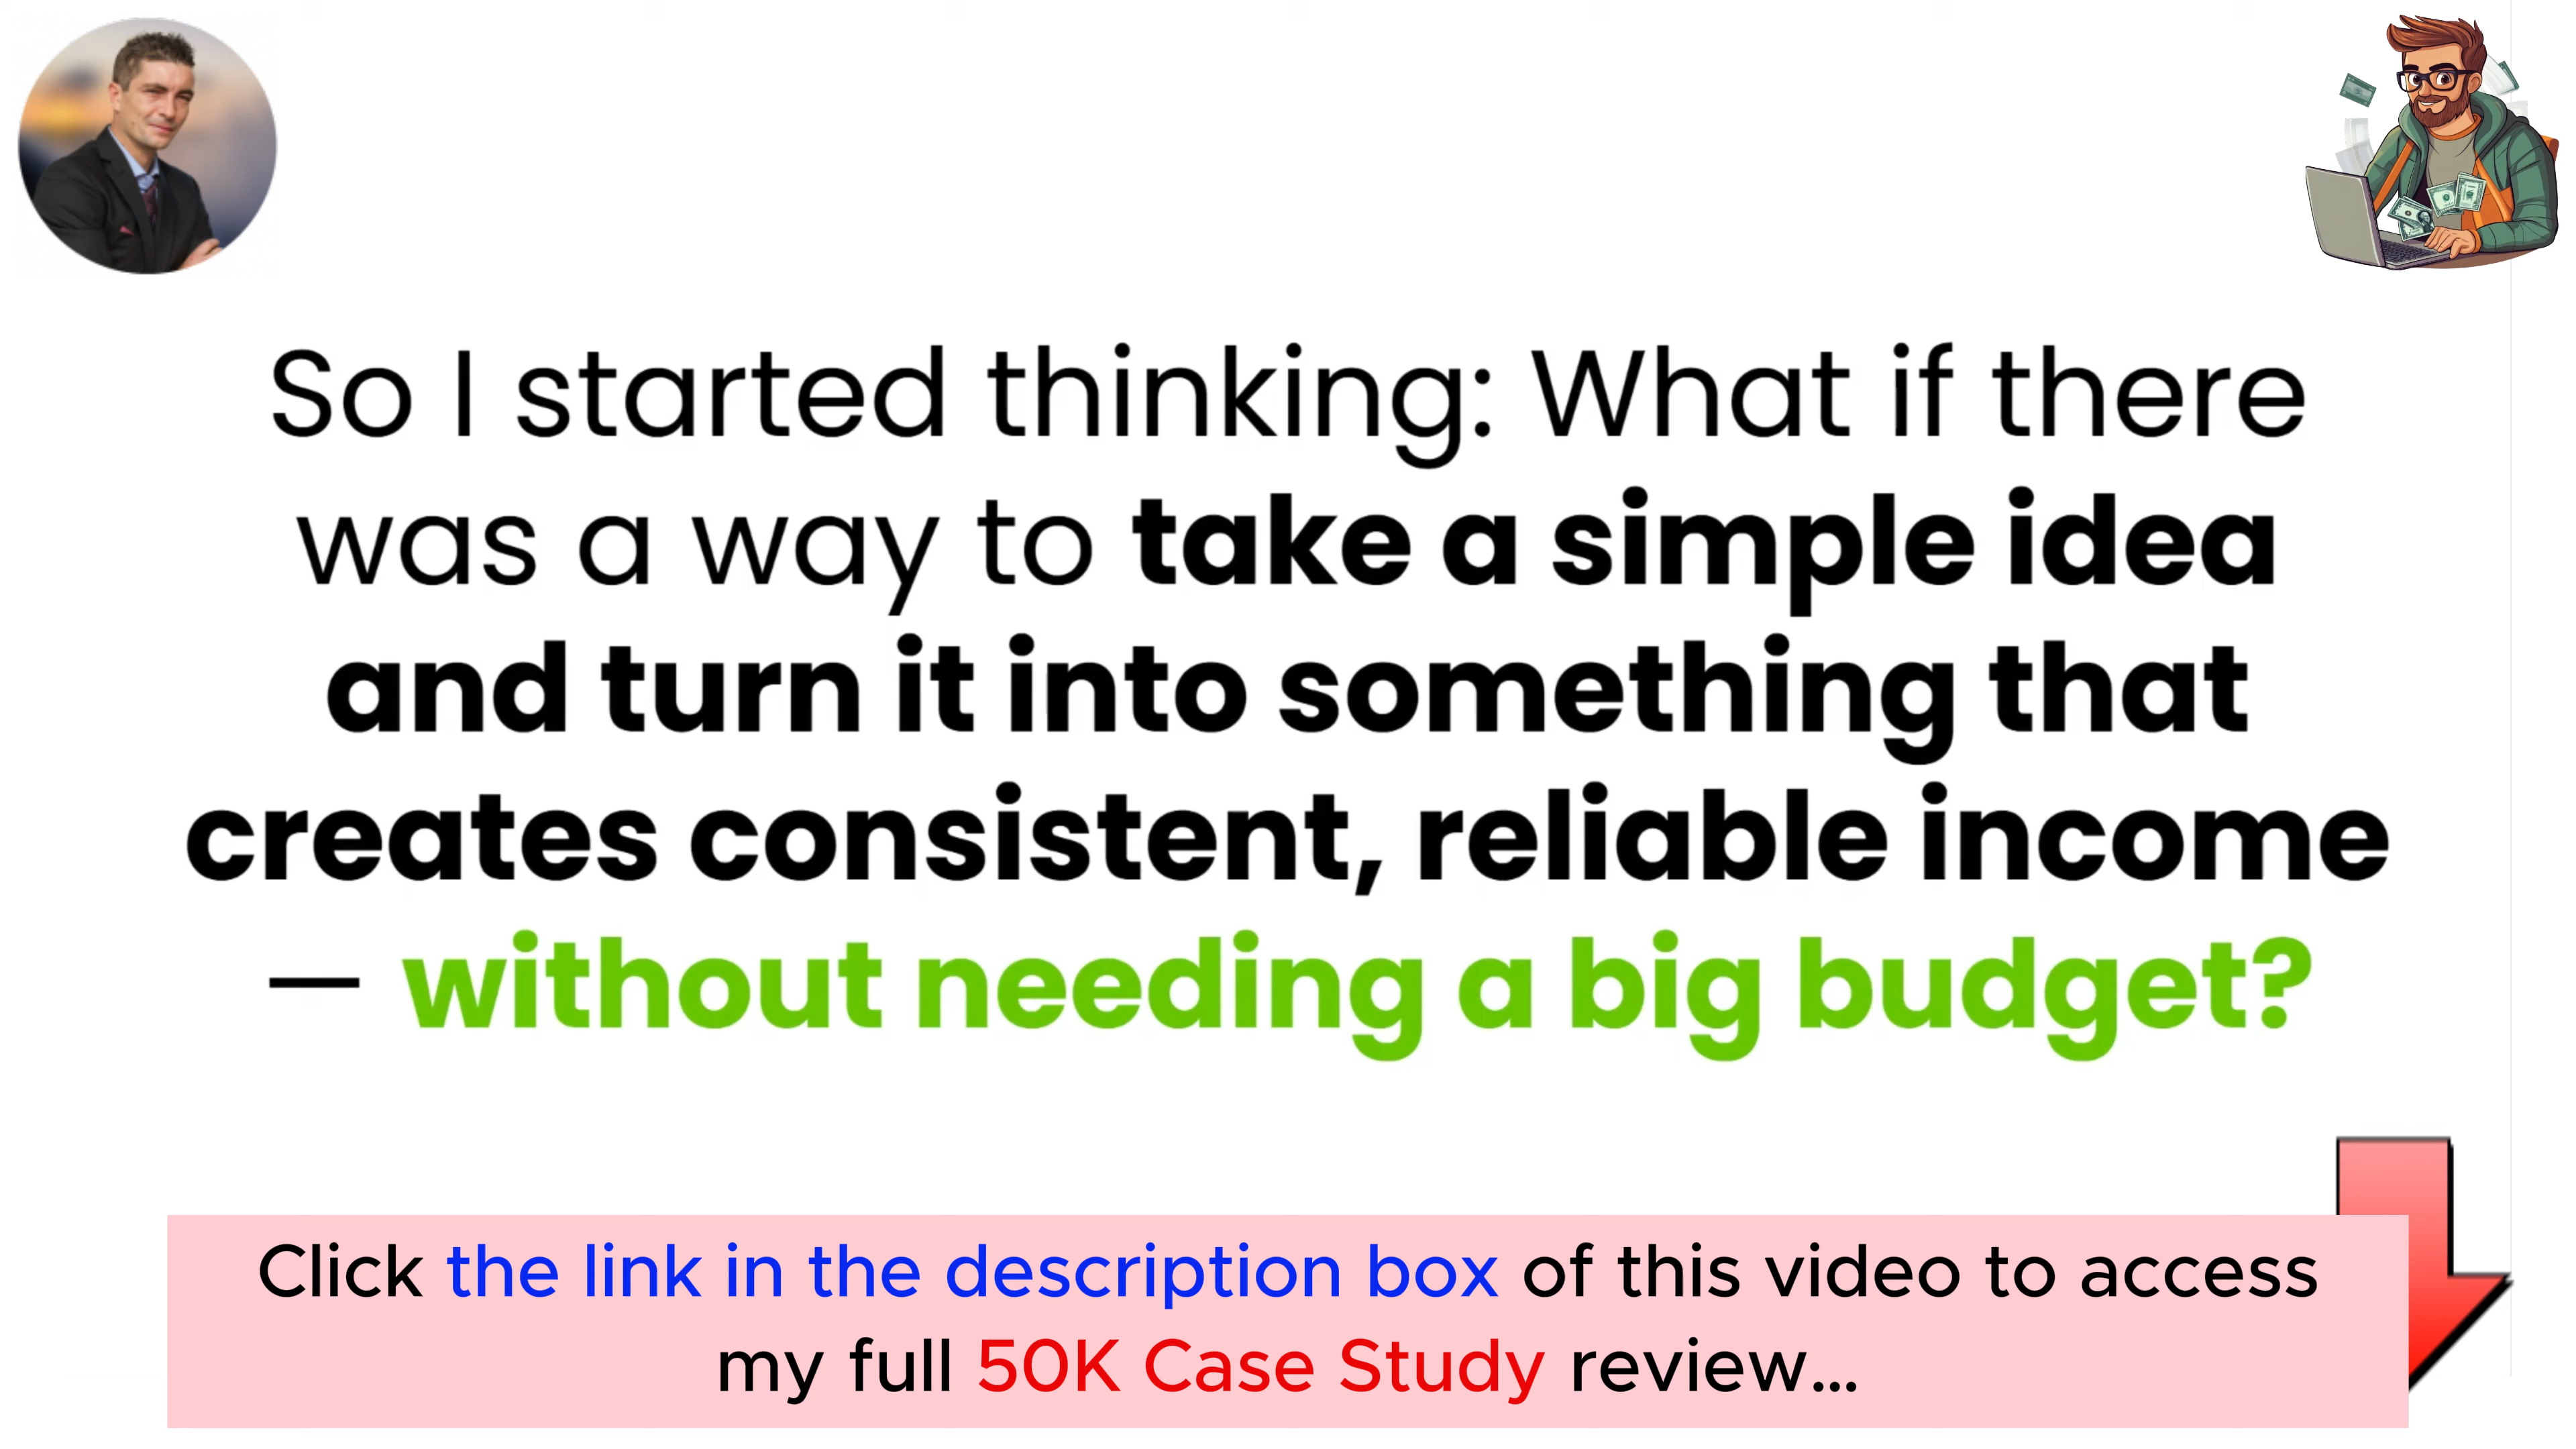 So I started thinking: What if there
was a way to take a simple idea
and turn it into something that
creates consistent, reliable income
— without needing a big budget?
Click the link in the description box of this video to access
my full 50K Case Study review...